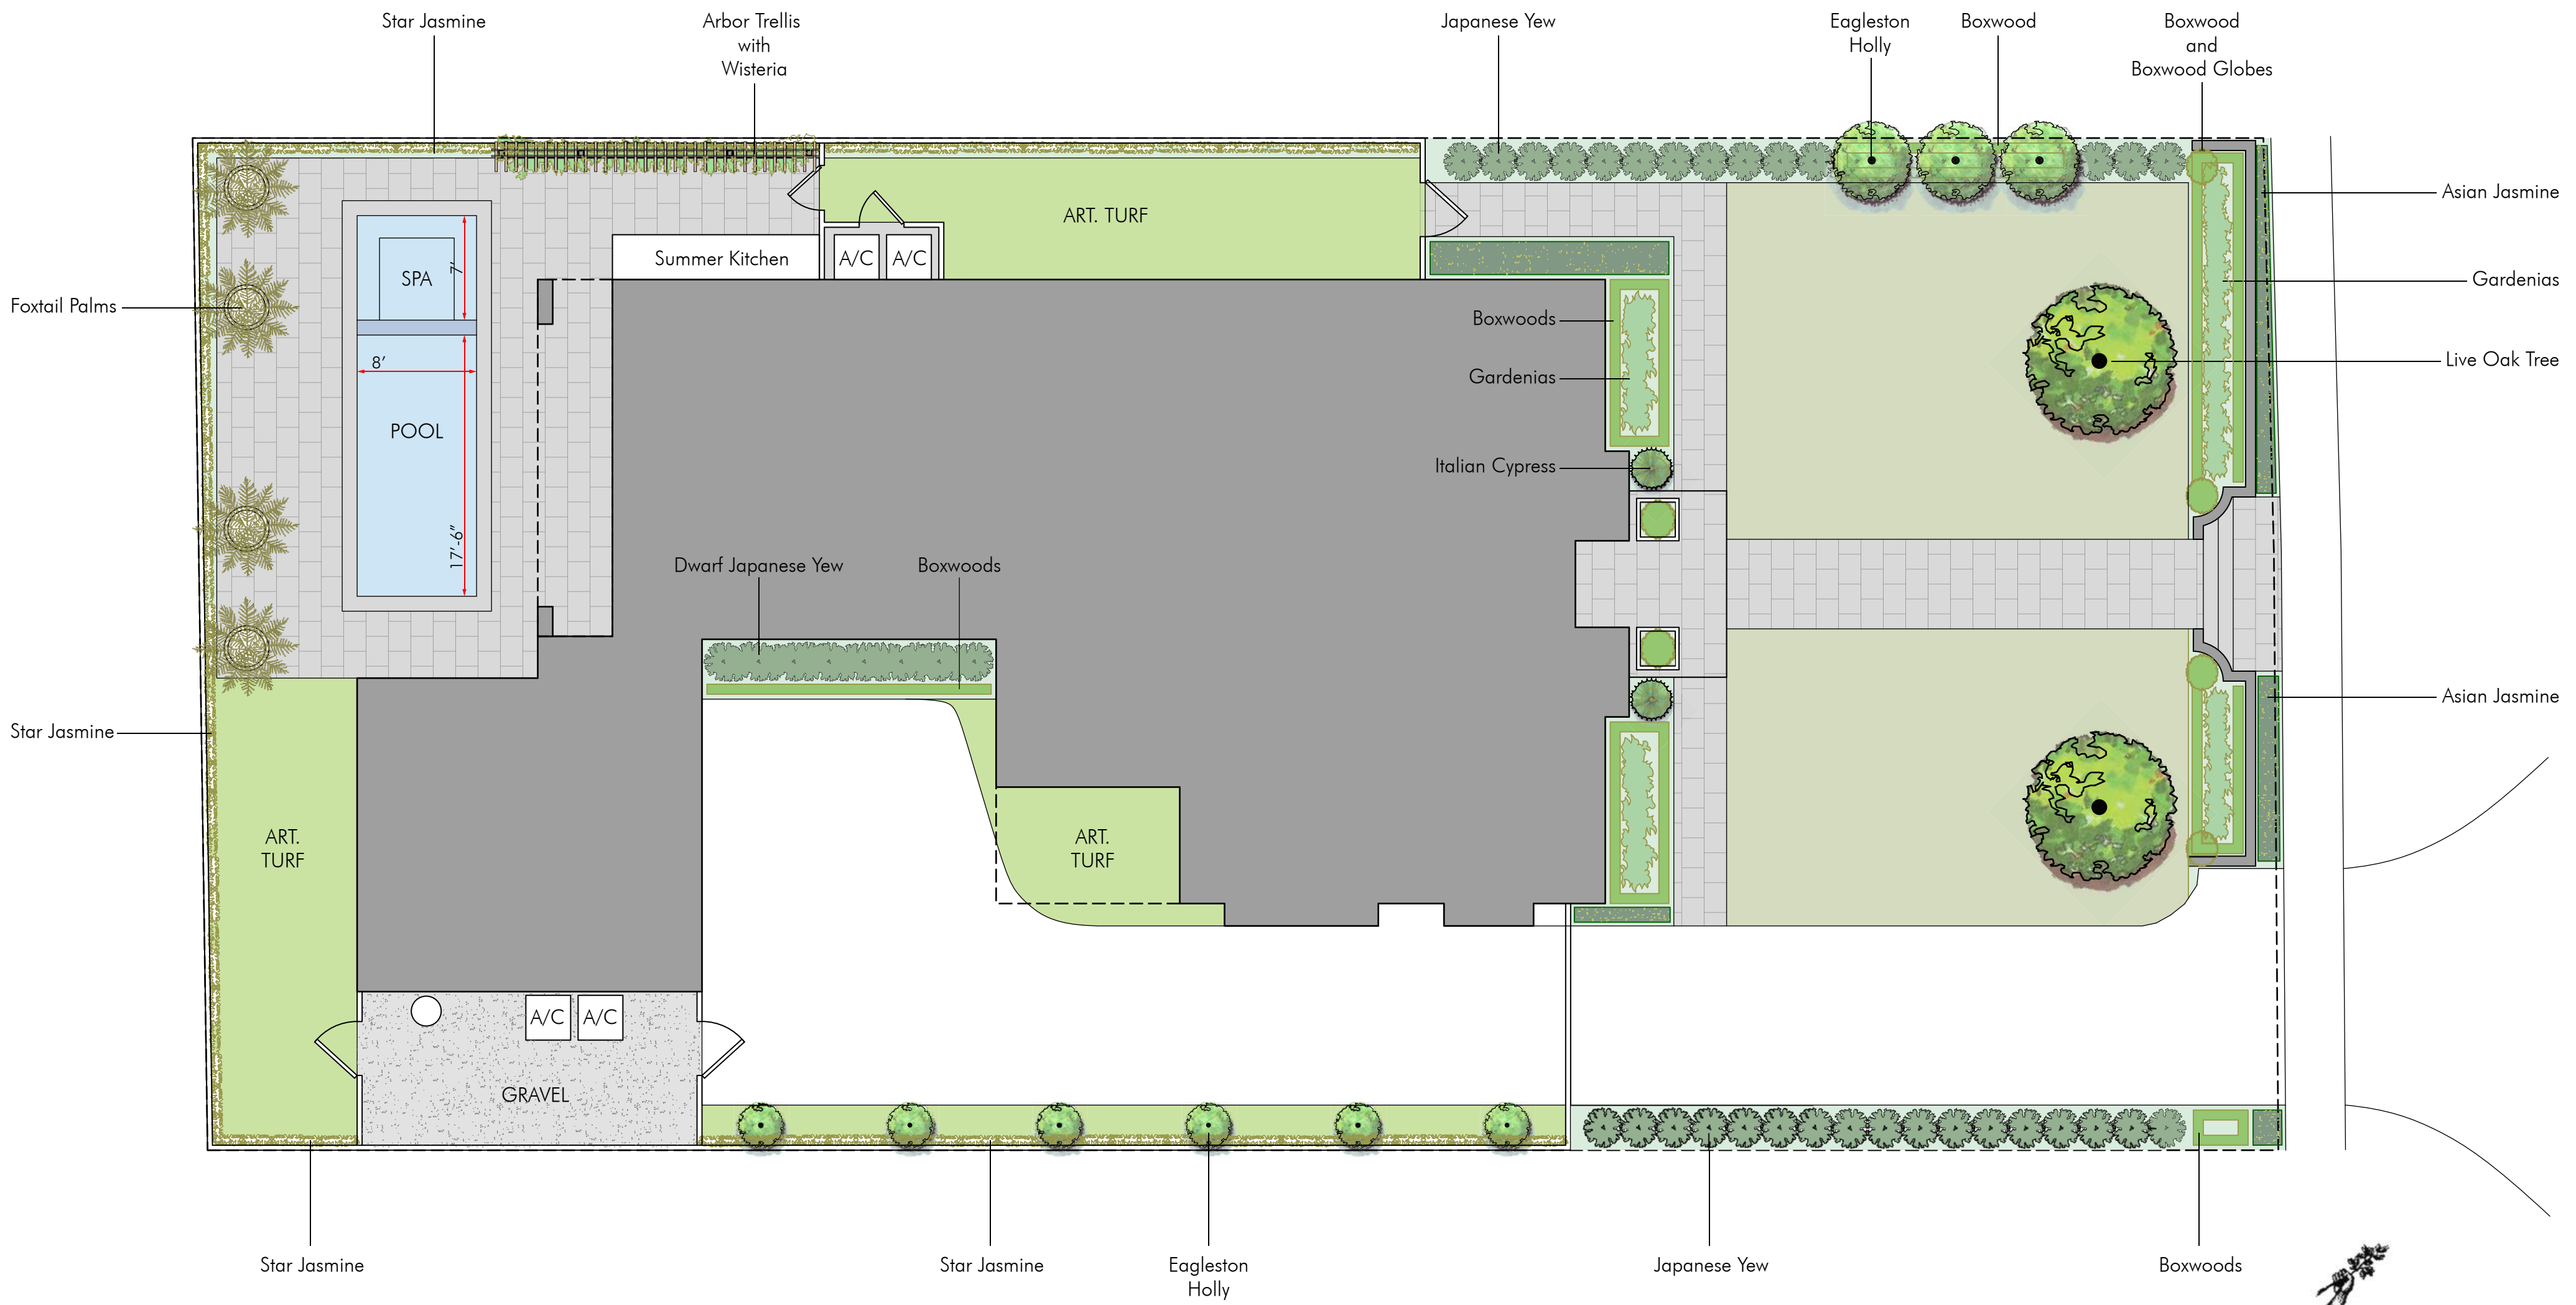 Star Jasmine
Arbor Trellis
with
Wisteria
Japanese Yew
Eagleston
Holly
Boxwood
Boxwood
and
Boxwood Globes
Asian Jasmine
ART. TURF
Summer Kitchen
A/C
A/C
SPA
7'
Gardenias
Foxtail Palms
Boxwoods
8'
Live Oak Tree
Gardenias
POOL
Italian Cypress
17'-6"
Dwarf Japanese Yew
Boxwoods
Asian Jasmine
Star Jasmine
ART.
TURF
ART.
TURF
A/C
A/C
GRAVEL
Star Jasmine
Star Jasmine
Eagleston
Holly
Japanese Yew
Boxwoods